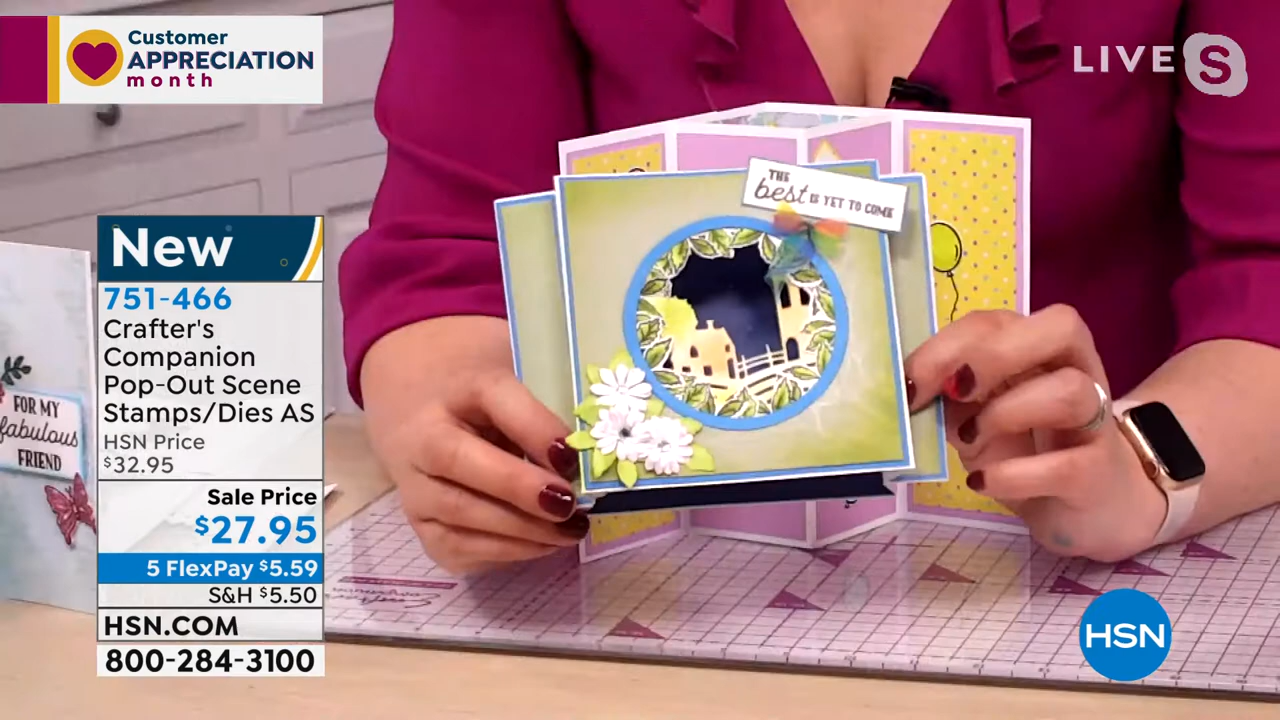 Customer
APPRECIATION
month
LIVE S
New
751-466
Crafter's
Companion
Pop-Out Scene
Stamps/Dies AS
HSN Price
$32.95
Sale Price
$27.95
5 FlexPay $5.59
S&H $5.50
HSN.COM
800-284-3100
THE
best IS YET TO COME
FOR MY
fabulous
FRIEND
HSN